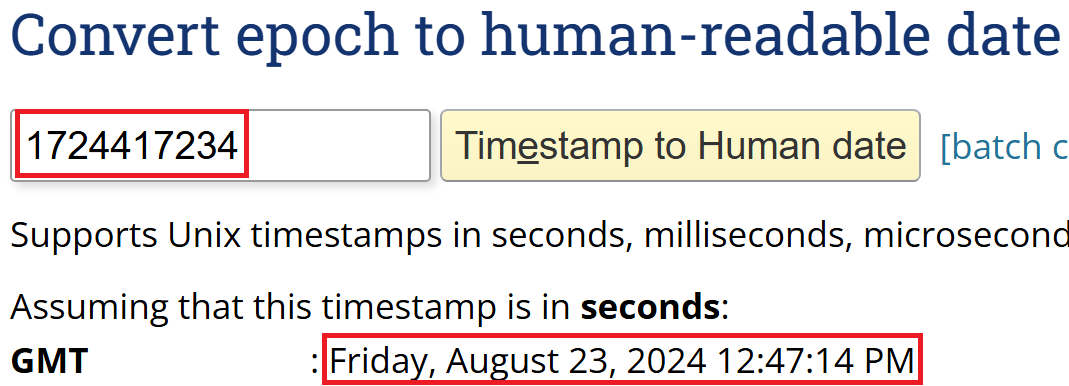 Convert epoch to human-readable date
1724417234 Timestamp to Human date [batch c
Supports Unix timestamps in seconds, milliseconds, microsecond
Assuming that this timestamp is in seconds:
GMT : Friday, August 23, 2024 12:47:14 PM